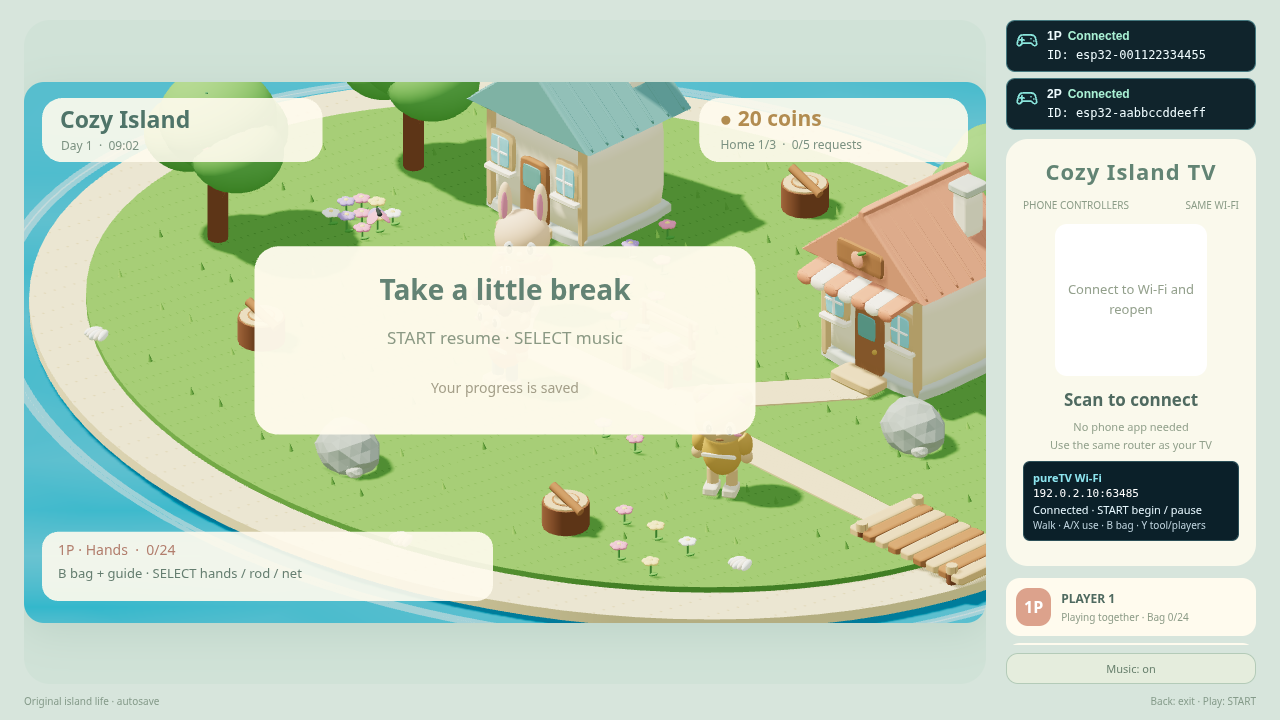 Cozy Island
Day 1 · 09:02
● 20 coins
Home 1/3 · 0/5 requests
Take a little break
START resume · SELECT music
Your progress is saved
1P · Hands · 0/24
B bag + guide · SELECT hands / rod / net
Original island life · autosave
1P Connected
ID: esp32-001122334455
2P Connected
ID: esp32-aabbccddeeff
Cozy Island TV
PHONE CONTROLLERS SAME WI-FI
Connect to Wi-Fi and
reopen
Scan to connect
No phone app needed
Use the same router as your TV
pureTV Wi-Fi
192.0.2.10:63485
Connected · START begin / pause
Walk · A/X use · B bag · Y tool/players
1P
PLAYER 1
Playing together · Bag 0/24
Music: on
Back: exit · Play: START